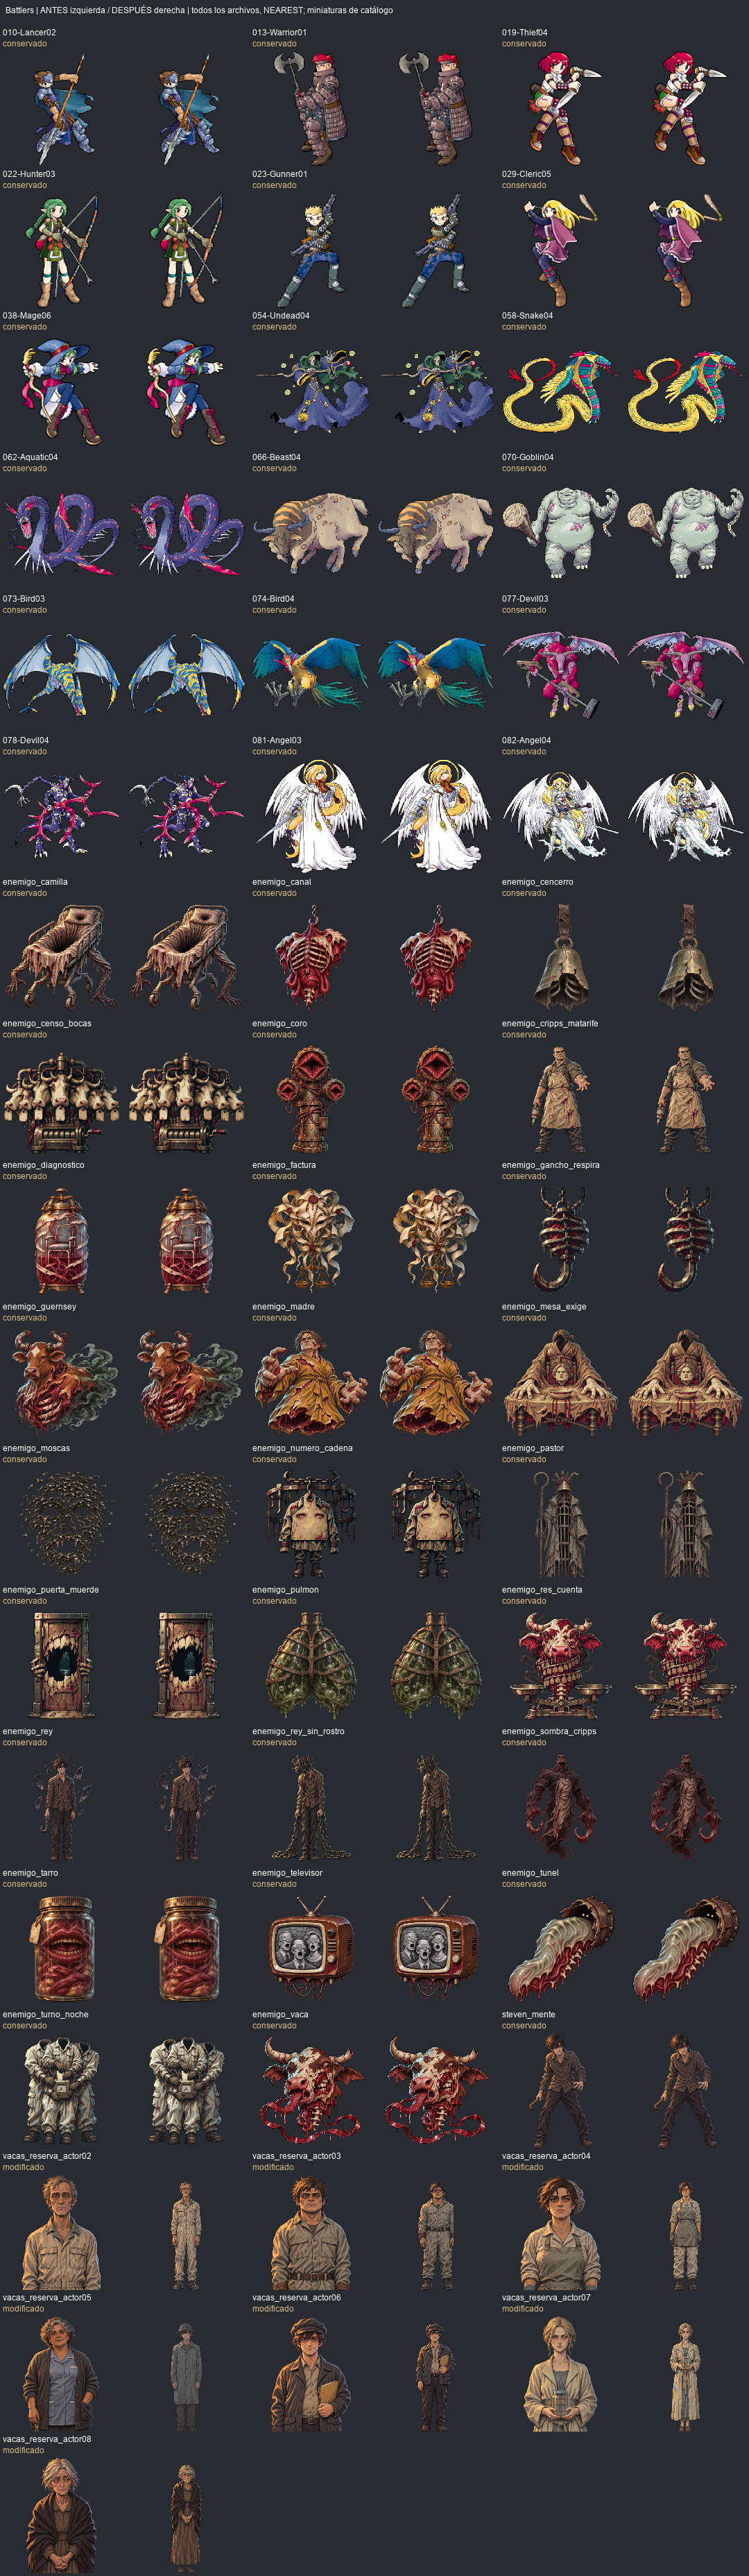 Battlers | ANTES izquierda / DESPUÉS derecha | todos los archivos, NEAREST; miniaturas de catálogo
010-Lancer02 013-Warrior01 019-Thief04
conservado conservado conservado
022-Hunter03 023-Gunner01 029-Cleric05
conservado conservado conservado
038-Mage06 054-Undead04 058-Snake04
conservado conservado conservado
062-Aquatic04 066-Beast04 070-Goblin04
conservado conservado conservado
073-Bird03 074-Bird04 077-Devil03
conservado conservado conservado
078-Devil04 081-Angel03 082-Angel04
conservado conservado conservado
enemigo_camilla enemigo_canal enemigo_cencerro
conservado conservado conservado
enemigo_censo_bocas enemigo_coro enemigo_cripps_matarife
conservado conservado conservado
enemigo_diagnostico enemigo_factura enemigo_gancho_respira
conservado conservado conservado
enemigo_guernsey enemigo_madre enemigo_mesa_exige
conservado conservado conservado
enemigo_moscas enemigo_numero_cadena enemigo_pastor
conservado conservado conservado
enemigo_puerta_muerde enemigo_pulmon enemigo_res_cuenta
conservado conservado conservado
enemigo_rey enemigo_rey_sin_rostro enemigo_sombra_cripps
conservado conservado conservado
enemigo_tarro enemigo_televisor enemigo_tunel
conservado conservado conservado
enemigo_turno_noche enemigo_vaca steven_mente
conservado conservado conservado
vacas_reserva_actor02 vacas_reserva_actor03 vacas_reserva_actor04
modificado modificado modificado
vacas_reserva_actor05 vacas_reserva_actor06 vacas_reserva_actor07
modificado modificado modificado
vacas_reserva_actor08
modificado